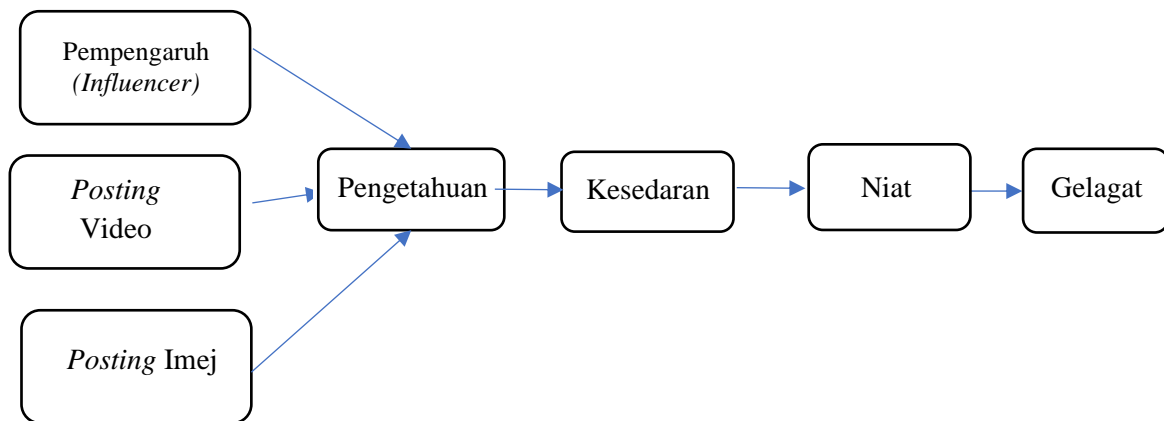 Pempengaruh
(Influencer)
Posting
Video
Posting Imej
Pengetahuan
Kesedaran
Niat
Gelagat